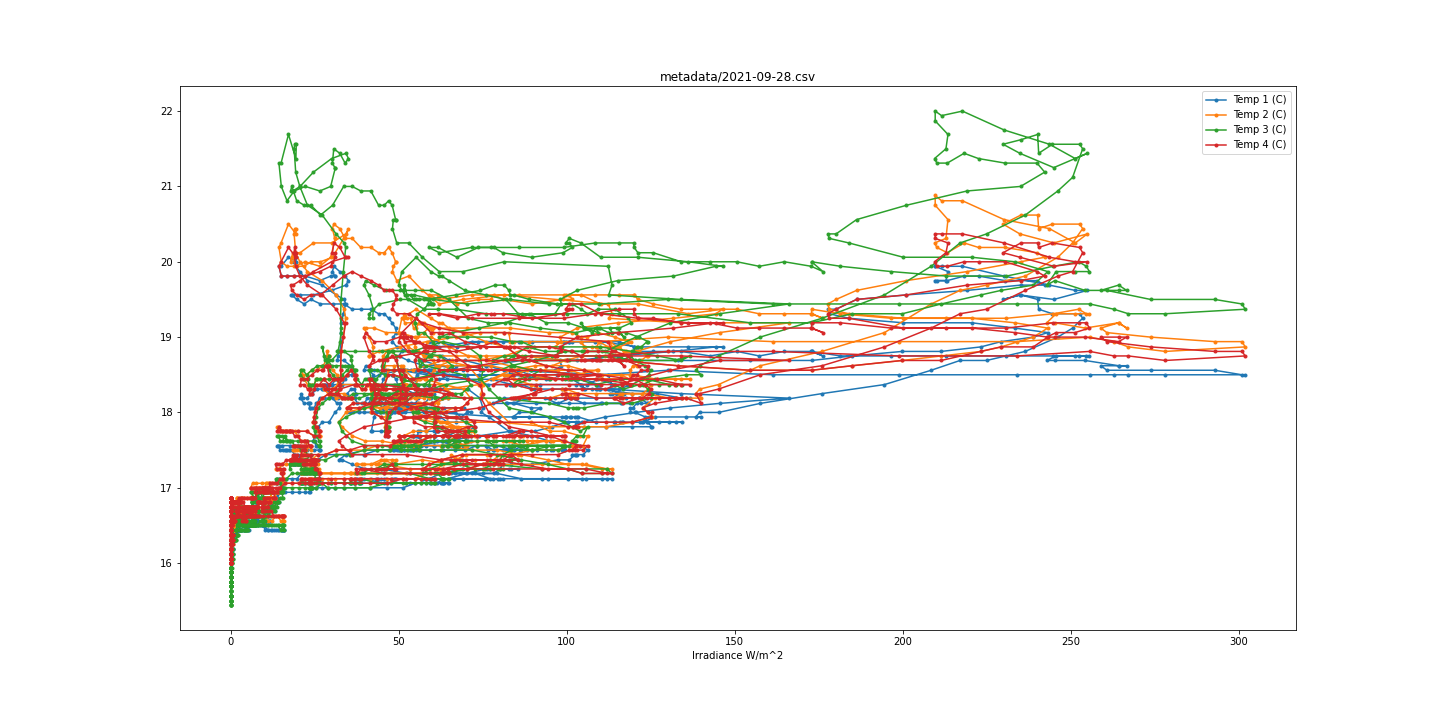 metadata/2021-09-28.csv
Temp 1 (C)
Temp 2 (C)
Temp 3 (C)
Temp 4 (C)
22
21
20
19
18
17
16
0 50 100 150 200 250 300
Irradiance W/m^2